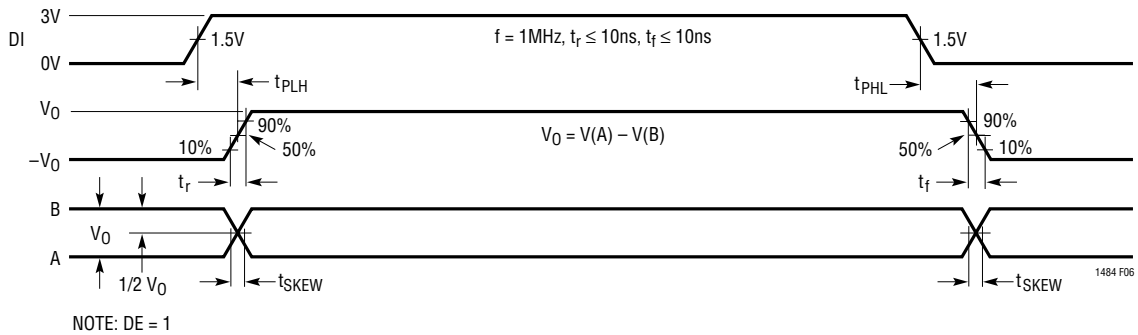 3V
DI
1.5V
f = 1MHz, tr ≤ 10ns, tf ≤ 10ns
1.5V
0V
tPLH
tPHL
VO
90%
VO = V(A) – V(B)
90%
10%
50%
50%
10%
–VO
tr
tf
B
VO
A
1/2 VO
tSKEW
tSKEW
1484 F06
NOTE: DE = 1